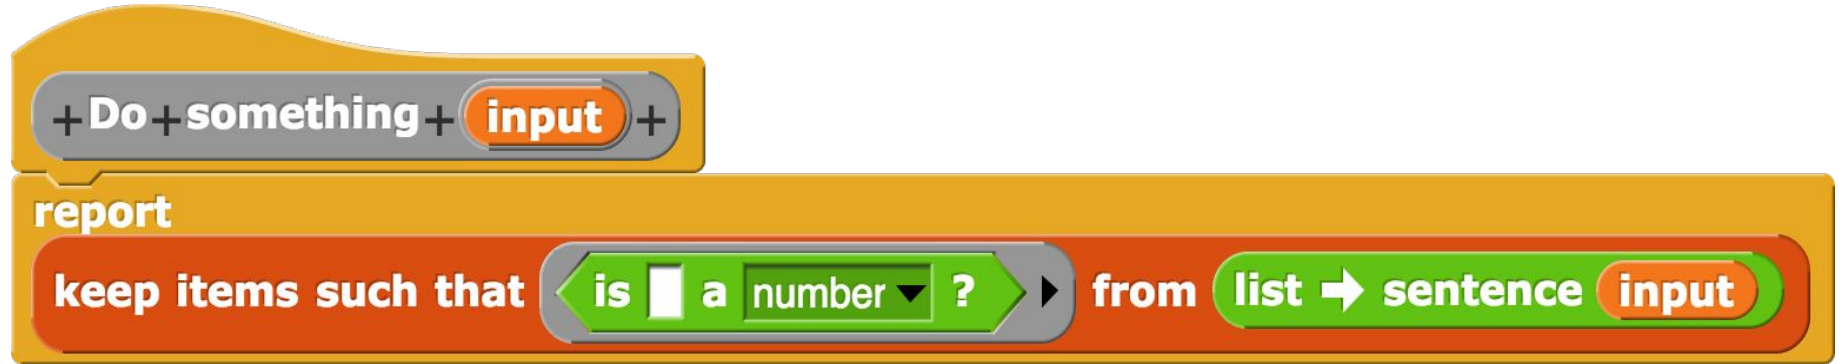 +Do+something+ input +
report
keep items such that is a number ? from list → sentence input